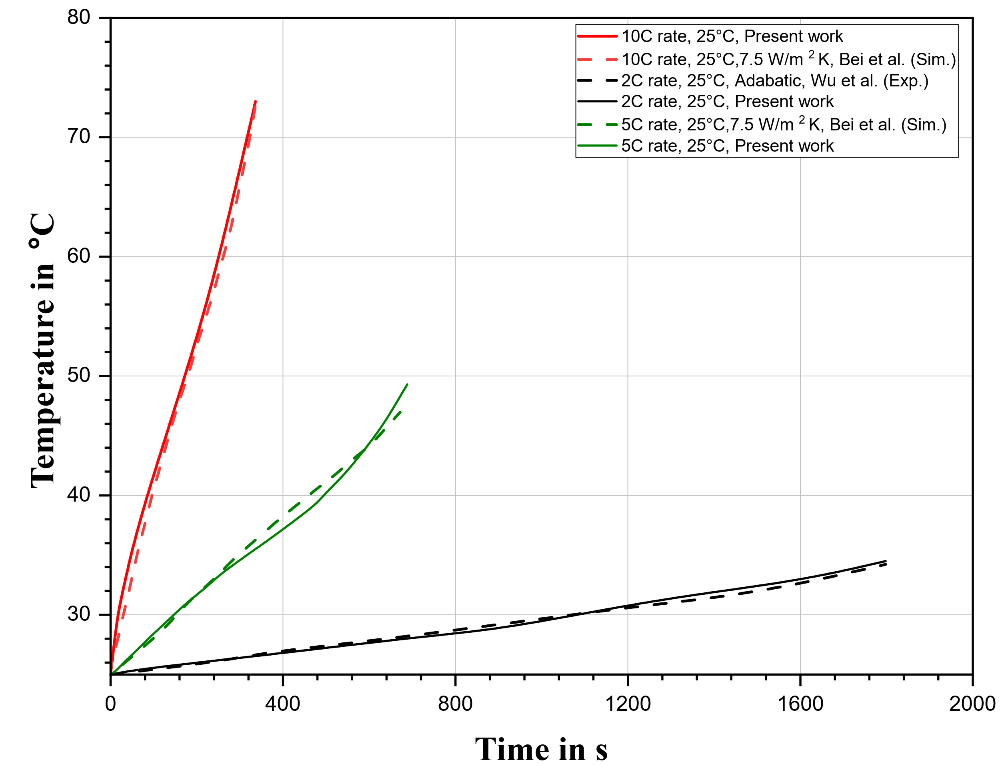 80
70
60
50
40
30
Temperature in °C
10C rate, 25°C, Present work
10C rate, 25°C,7.5 W/m ² K, Bei et al. (Sim.)
2C rate, 25°C, Adabatic, Wu et al. (Exp.)
2C rate, 25°C, Present work
5C rate, 25°C,7.5 W/m ² K, Bei et al. (Sim.)
5C rate, 25°C, Present work
0 400 800 1200 1600 2000
Time in s